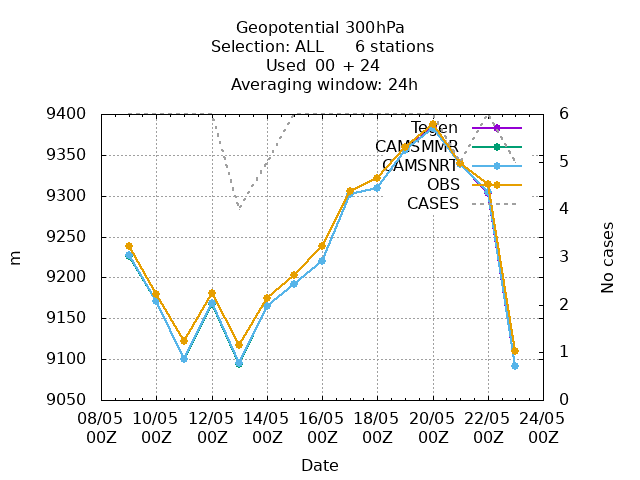 Geopotential 300hPa
Selection: ALL 6 stations
Used 00 + 24
Averaging window: 24h
9400
9350
9300
9250
9200
9150
9100
9050
m
6
5
4
3
2
1
0
No cases
Tegen
CAMSMMR
CAMSNRT
OBS
CASES
08/05 10/05 12/05 14/05 16/05 18/05 20/05 22/05 24/05
00Z 00Z 00Z 00Z 00Z 00Z 00Z 00Z 00Z
Date